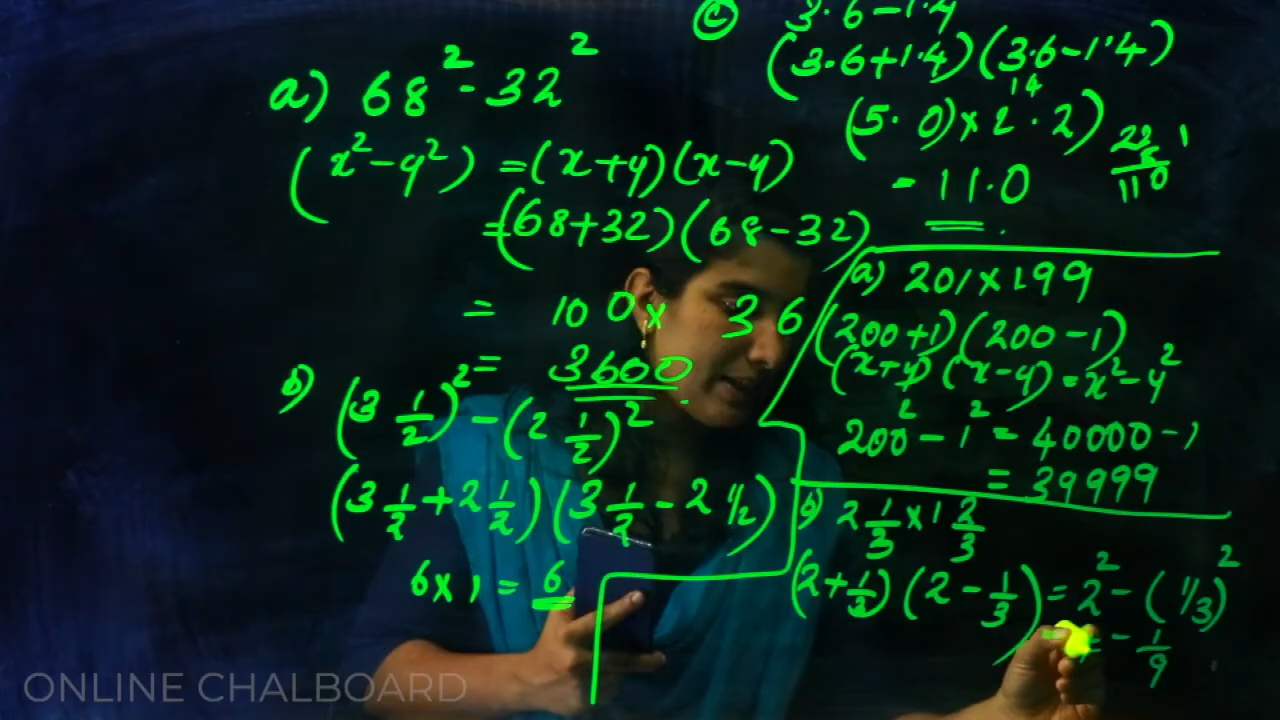 a) 68² - 32²
(x² - y²) = (x+y)(x-y)
= (68+32)(68-32)
= 100 x 36
= 3600
b) (3 1/2)² - (2 1/2)²
(3 1/2 + 2 1/2)(3 1/2 - 2 1/2)
6 x 1 = 6
c) 3.6 - 1.4
(3.6+1.4)(3.6-1.4)
(5.0) x 2.2)
= 11.0
a) 201 x 199
(200+1)(200-1)
(x+y)(x-y) = x² - y²
200² - 1² = 40000 - 1
= 39999
2 1/3 x 1 2/3
(2 + 1/3)(2 - 1/3) = 2² - (1/3)²
- 1/9
ONLINE CHALBOARD